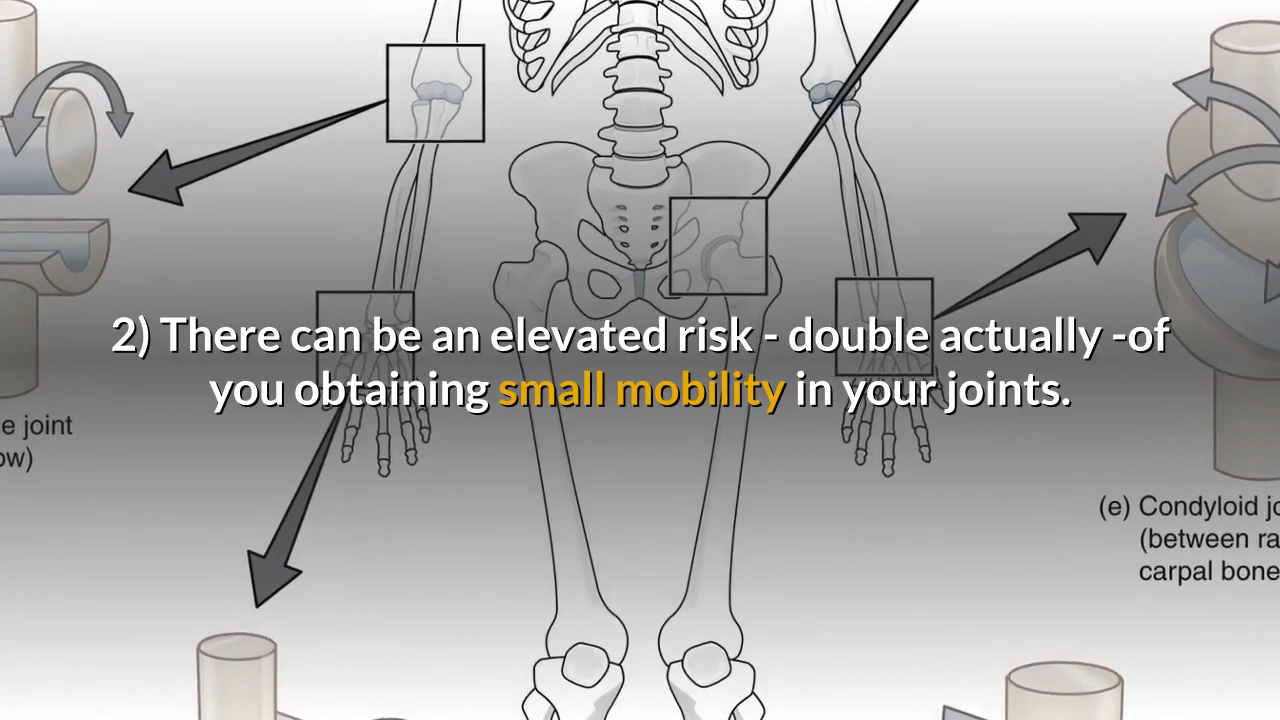 2) There can be an elevated risk - double actually -of
you obtaining small mobility in your joints.
e joint
ow)
(e) Condyloid jo
(between ra
carpal bone